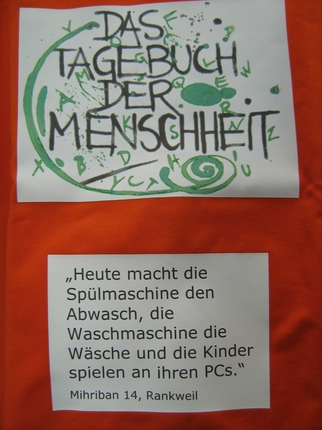 DAS
TAGEBUCH
DER
MENSCHHEIT
„Heute macht die
Spülmaschine den
Abwasch, die
Waschmaschine die
Wäsche und die Kinder
spielen an ihren PCs.“
Mihriban 14, Rankweil